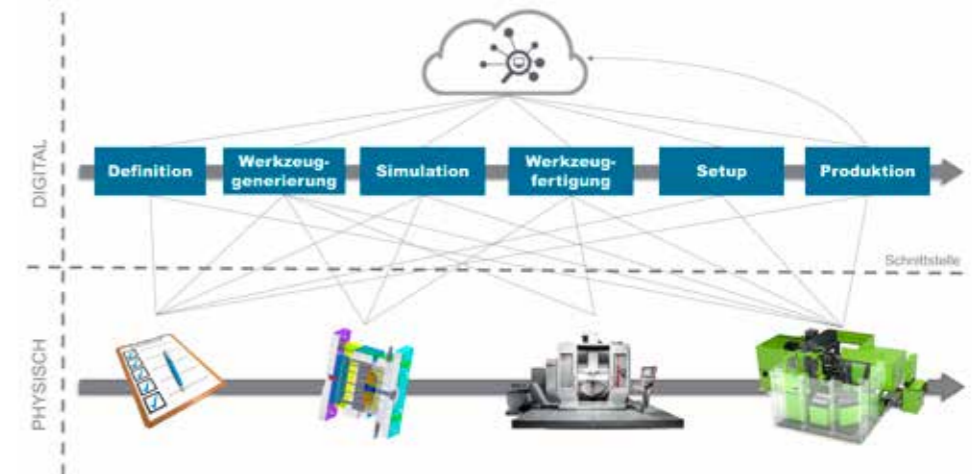 DIGITAL
Definition
Werkzeug-
generierung
Simulation
Werkzeug-
fertigung
Setup
Produktion
Schnittstelle
PHYSISCH